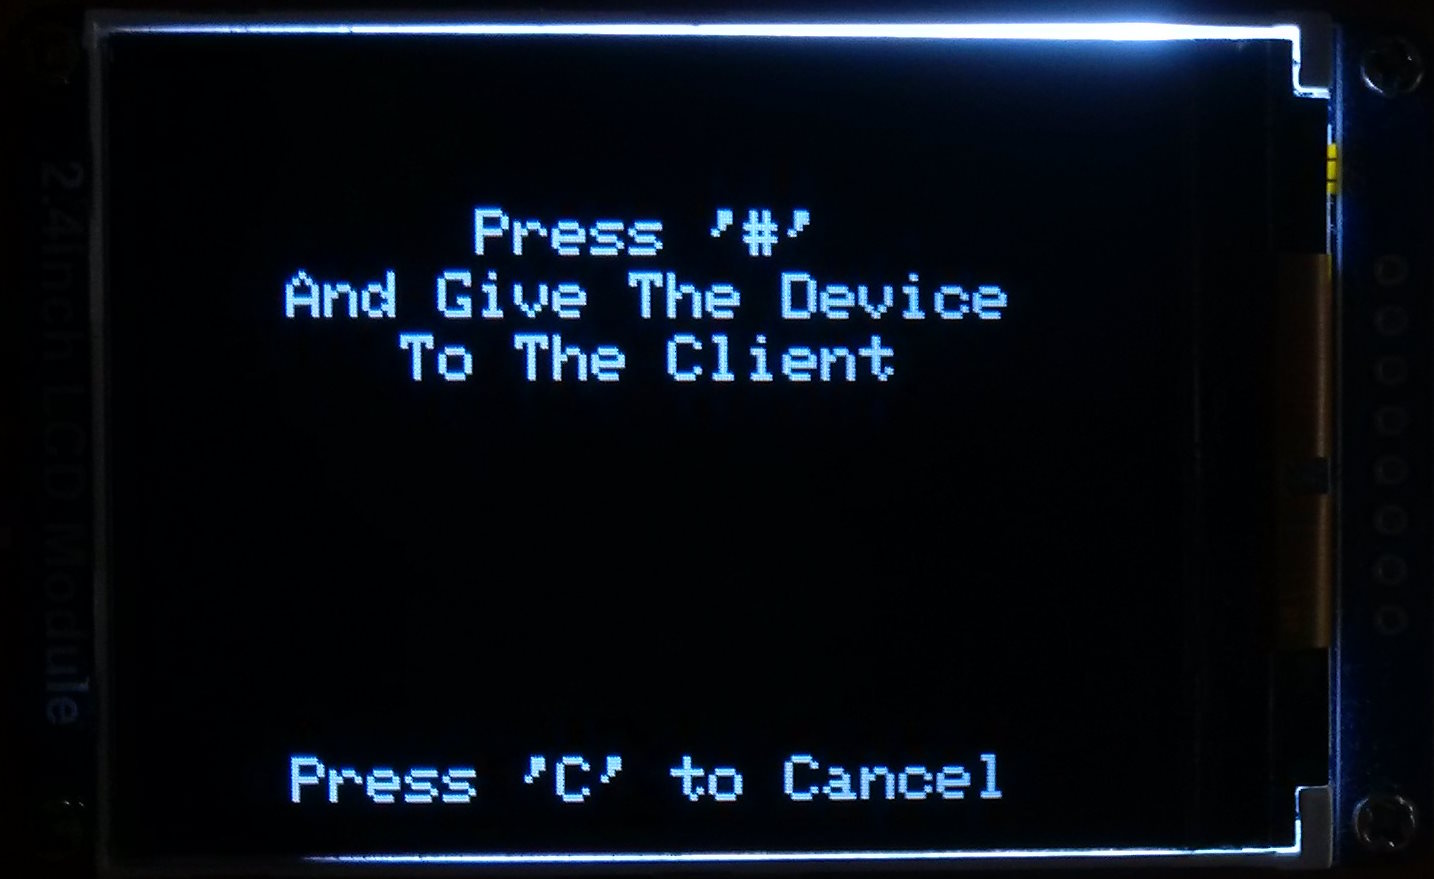 Press '#'
And Give The Device
To The Client
Press 'C' to Cancel
2.4inch LCD Module